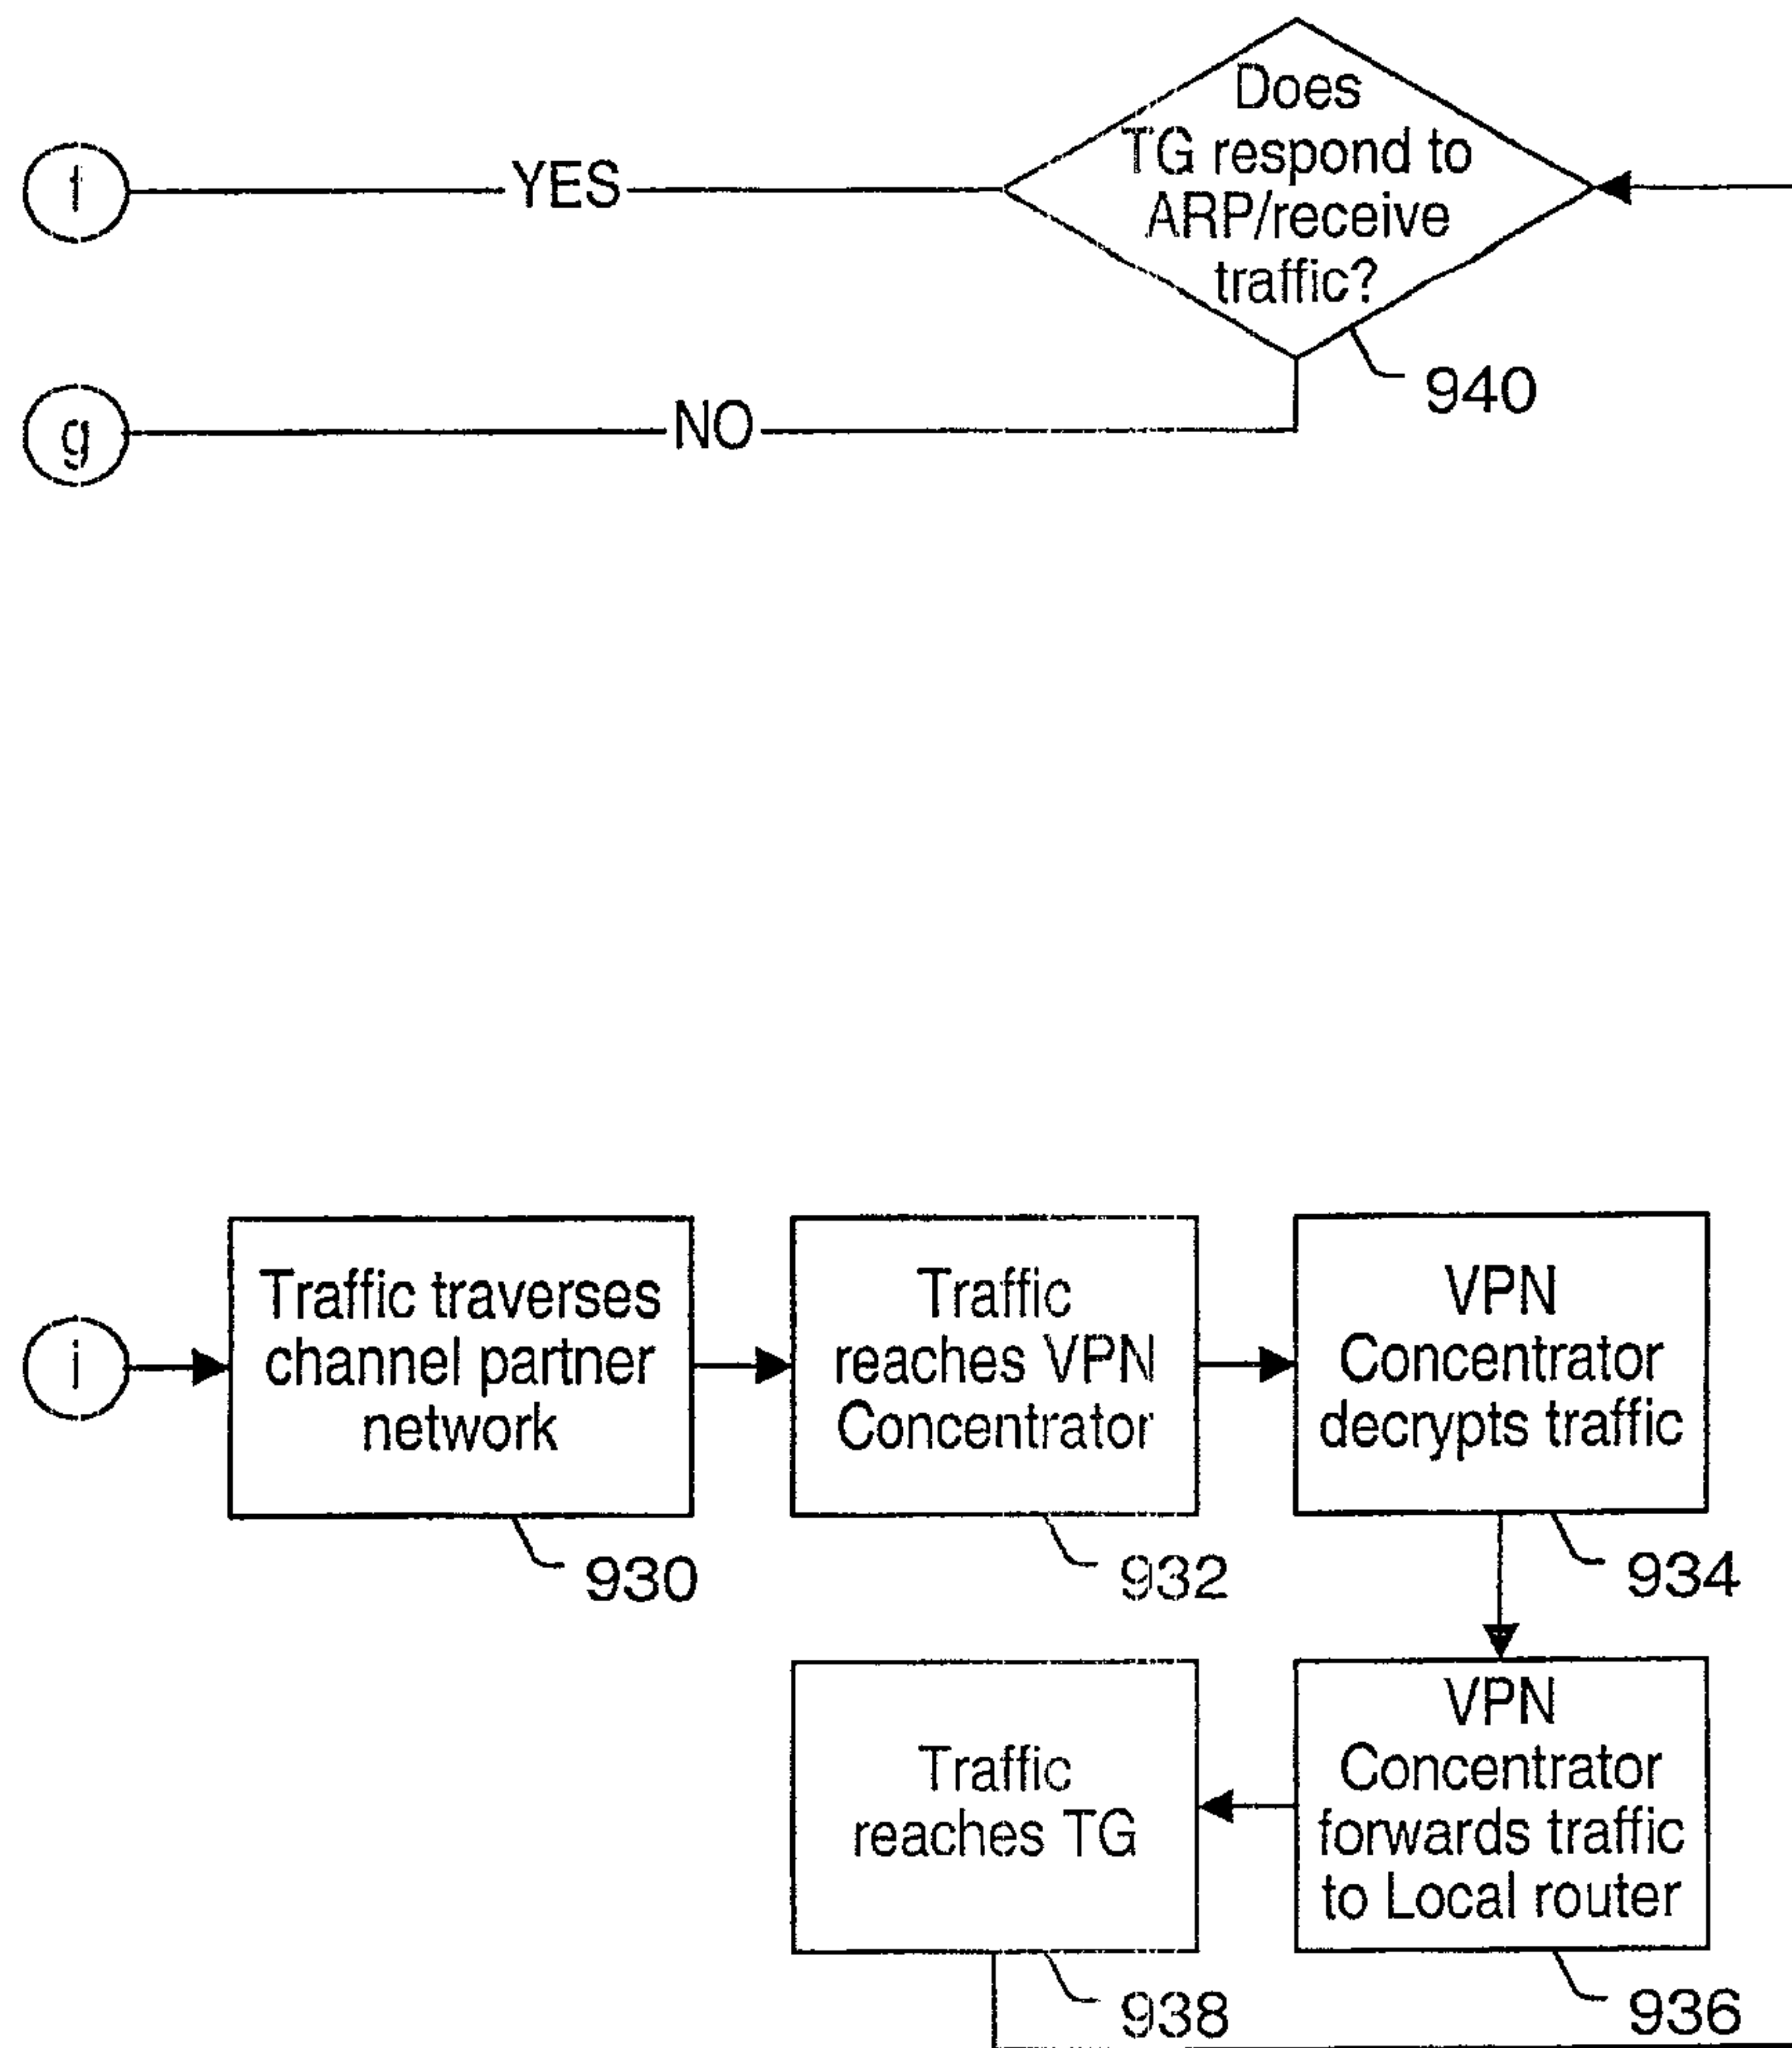 f
YES
Does
TG respond to
ARP/receive
traffic?
940
g
NO
Traffic traverses
channel partner
network
930
Traffic
reaches VPN
Concentrator
932
VPN
Concentrator
decrypts traffic
934
VPN
Concentrator
forwards traffic
to Local router
936
Traffic
reaches TG
938